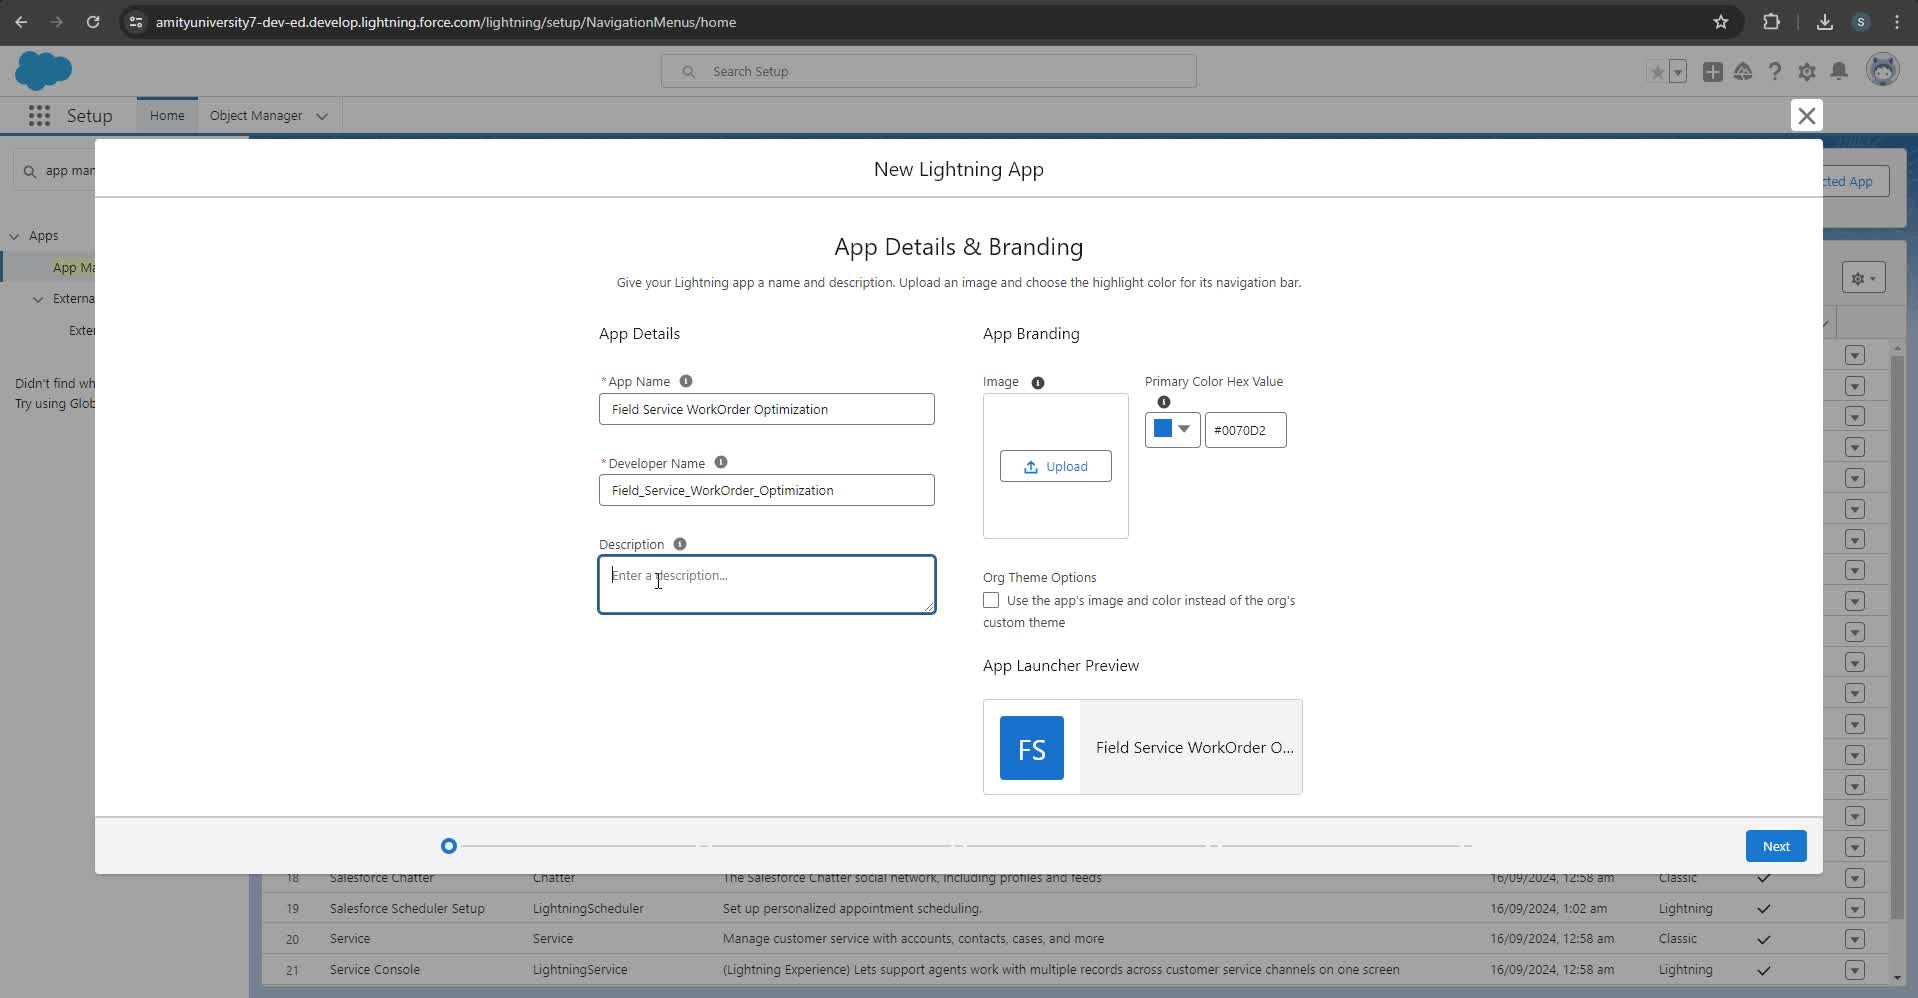 amityuniversity7-dev-ed.develop.lightning.force.com/lightning/setup/NavigationMenus/home
S
Search Setup
Setup
Home
Object Manager
app man
New Lightning App
cted App
Apps
App Ma
Externa
Exter
Didn't find wh
Try using Glob
App Details & Branding
Give your Lightning app a name and description. Upload an image and choose the highlight color for its navigation bar.
App Details
App Branding
*App Name
Field Service WorkOrder Optimization
*Developer Name
Field_Service_WorkOrder_Optimization
Description
Enter a description...
Image
Primary Color Hex Value
Upload
#0070D2
Org Theme Options
Use the app's image and color instead of the org's
custom theme
App Launcher Preview
FS
Field Service WorkOrder O...
Next
18 Salesforce Chatter Chatter The Salesforce Chatter social network, including profiles and feeds 16/09/2024, 12:58 am Classic
19 Salesforce Scheduler Setup LightningScheduler Set up personalized appointment scheduling. 16/09/2024, 1:02 am Lightning
20 Service Service Manage customer service with accounts, contacts, cases, and more 16/09/2024, 12:58 am Classic
21 Service Console LightningService (Lightning Experience) Lets support agents work with multiple records across customer service channels on one screen 16/09/2024, 12:58 am Lightning